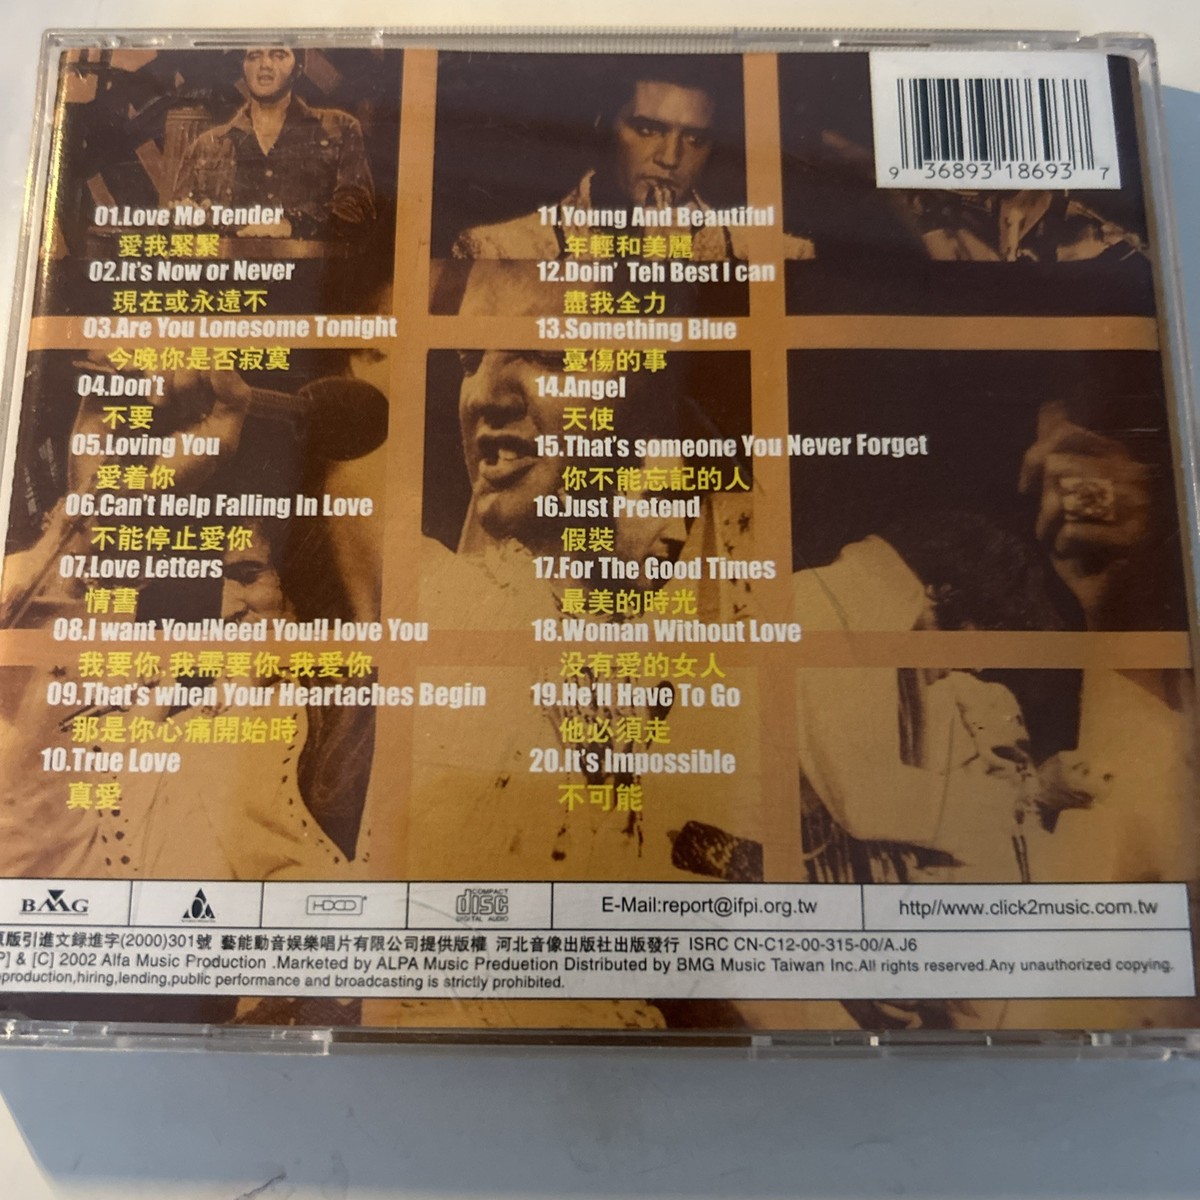 9 36893 18693 7
01.Love Me Tender
愛我緊緊
02.It's Now or Never
現在或永遠不
03.Are You Lonesome Tonight
今晚你是否寂寞
04.Don't
不要
05.Loving You
愛着你
06.Can't Help Falling In Love
不能停止愛你
07.Love Letters
情書
08.I want You!Need You!I love You
我要你,我需要你,我愛你
09.That's when Your Heartaches Begin
那是你心痛開始時
10.True Love
真愛
11.Young And Beautiful
年輕和美麗
12.Doin' Teh Best I can
盡我全力
13.Something Blue
憂傷的事
14.Angel
天使
15.That's someone You Never Forget
你不能忘記的人
16.Just Pretend
假裝
17.For The Good Times
最美的時光
18.Woman Without Love
没有愛的女人
19.He'll Have To Go
他必須走
20.It's Impossible
不可能
BMG
HDCD
COMPACT disc DIGITAL AUDIO
E-Mail:report@ifpi.org.tw
http//www.click2music.com.tw
原版引進文録進字(2000)301號 藝能動音娱樂唱片有限公司提供版權 河北音像出版社出版發行 ISRC CN-C12-00-315-00/A.J6
P] & [C] 2002 Alfa Music Production .Marketed by ALPA Music Preduetion Distributed by BMG Music Taiwan Inc.All rights reserved.Any unauthorized copying.
eproduction,hiring,lending,public performance and broadcasting is strictly prohibited.